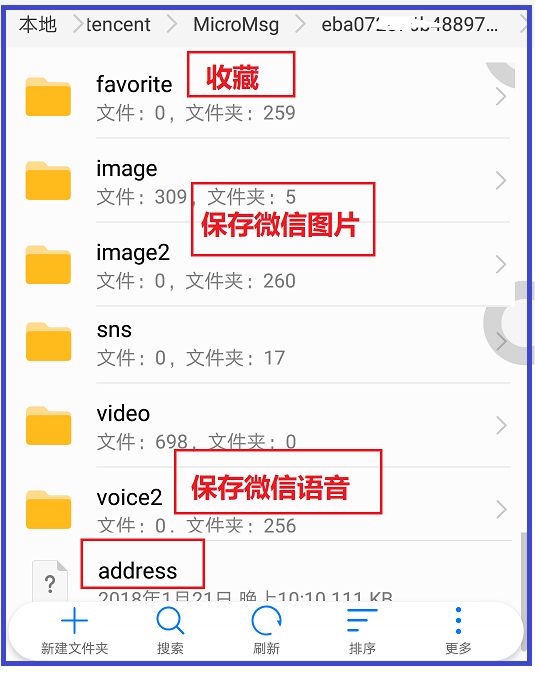 本地 > tencent > MicroMsg >
favorite
收藏
文件：0，文件夹：259
image
文件：309，文件夹：5
保存微信图片
image2
文件：0，文件夹：260
sns
文件：0，文件夹：17
video
文件：698，文件夹：0
保存微信语音
voice2
文件：0，文件夹：256
address
2018年1月21日 晚上10:10 111 KB
新建文件夹 搜索 刷新 排序 更多